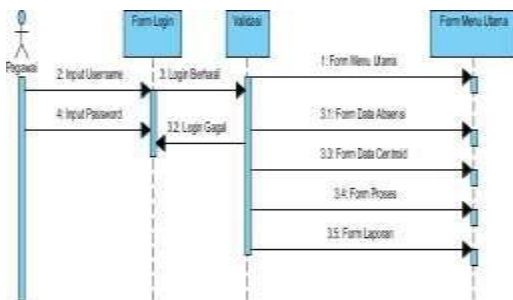 Form Login
Validasi
Form Menu Utama
Pegawai
2: Input Username
3: Login Berhasil
1: Form Menu Utama
4: Input Password
3.2: Login Gagal
3.1: Form Data Absensi
3.3: Form Data Centroid
3.4: Form Proses
3.5: Form Laporan